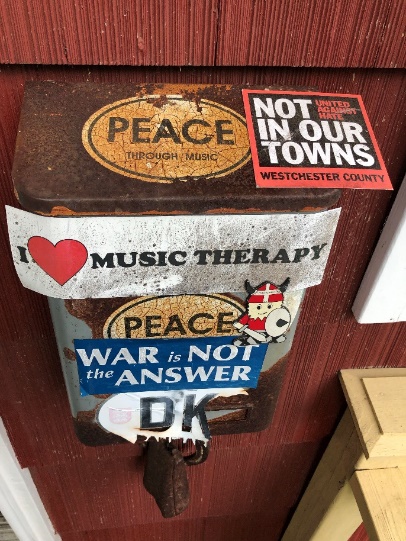 PEACE
THROUGH MUSIC
NOT UNITED
AGAINST
HATE
IN OUR
TOWNS
WESTCHESTER COUNTY
I MUSIC THERAPY
PEACE
WAR is NOT
the ANSWER
DK